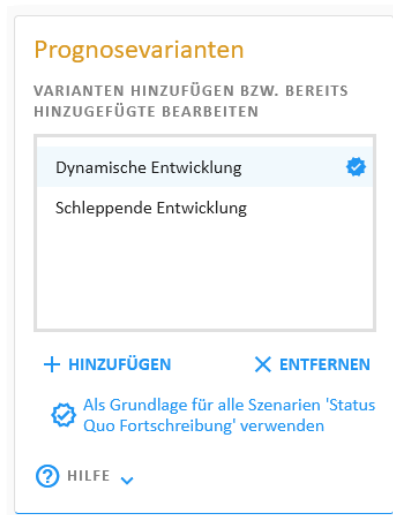 Prognosevarianten
VARIANTEN HINZUFÜGEN BZW. BEREITS
HINZUGEFÜGTE BEARBEITEN
Dynamische Entwicklung
Schleppende Entwicklung
HINZUFÜGEN
ENTFERNEN
Als Grundlage für alle Szenarien 'Status
Quo Fortschreibung' verwenden
HILFE